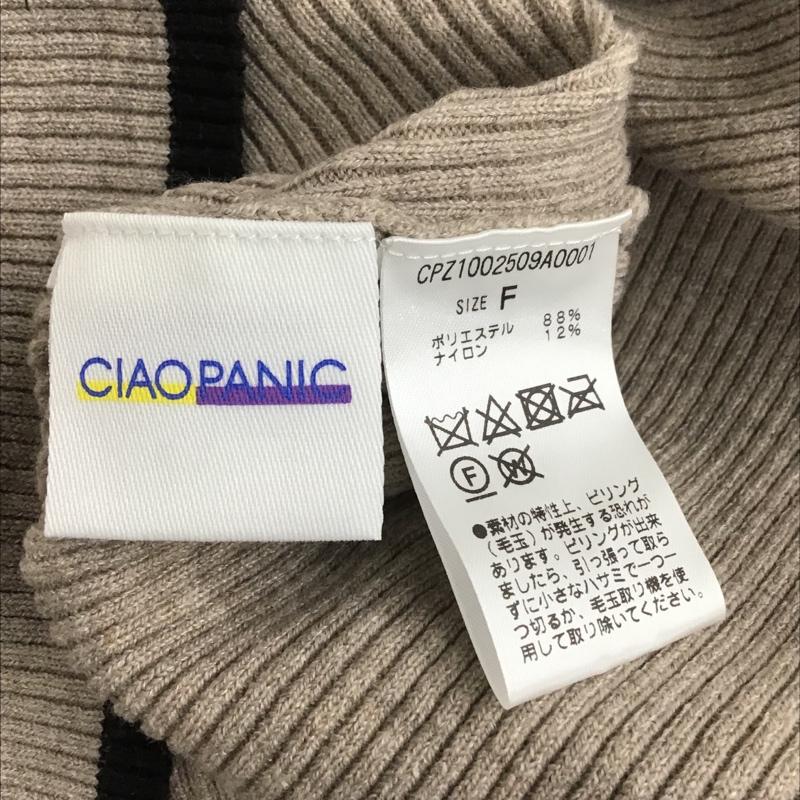 CIAOPANIC
CPZ1002509A0001
SIZE F
ポリエステル 88%
ナイロン 12%
F
W
●素材の特性上、ピリング
(毛玉)が発生する恐れが
あります。ピリングが出来
ましたら、引っ張って取ら
ずに小さなハサミで一つ一
つ切るか、毛玉取り機を使
用して取り除いてください。